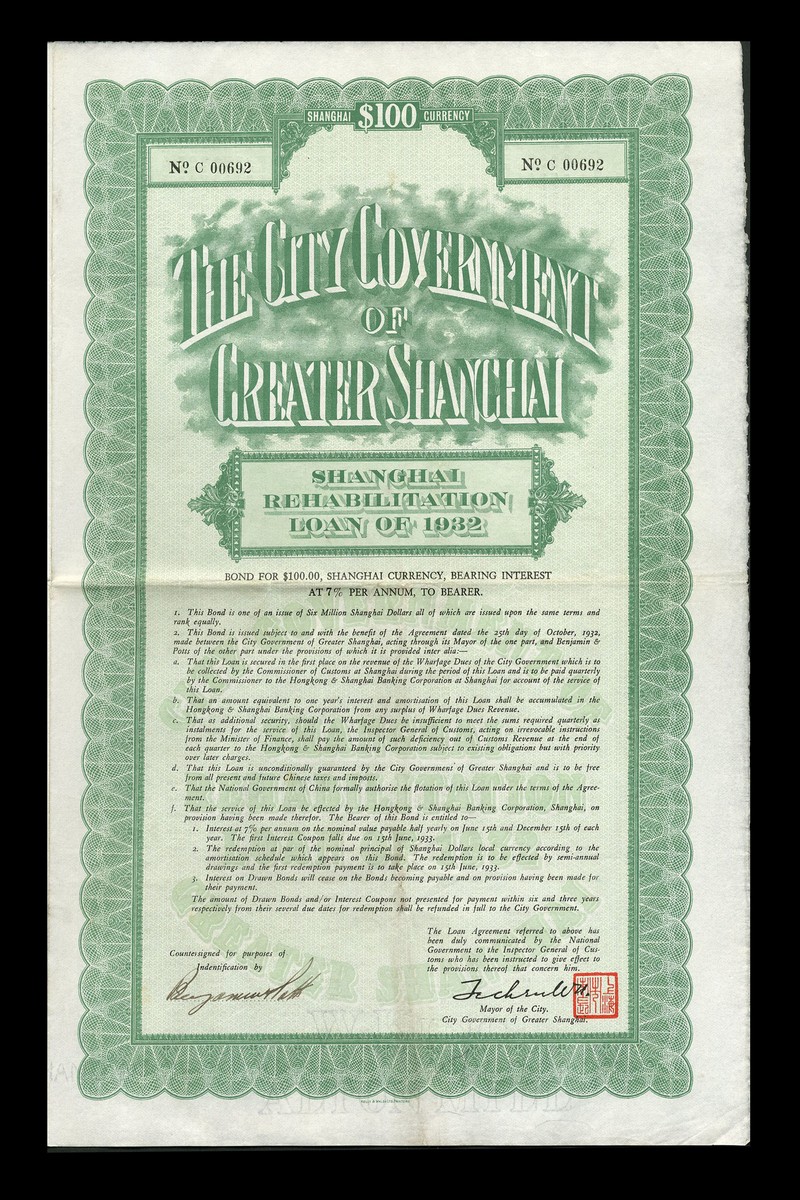 SHANGHAI $100 CURRENCY
Nº C 00692
Nº C 00692
THE CITY GOVERNMENT
OF
GREATER SHANGHAI
SHANGHAI
REHABILITATION
LOAN OF 1932
BOND FOR $100.00, SHANGHAI CURRENCY, BEARING INTEREST
AT 7% PER ANNUM, TO BEARER.
1. This Bond is one of an issue of Six Million Shanghai Dollars all of which are issued upon the same terms and
rank equally.
2. This Bond is issued subject to and with the benefit of the Agreement dated the 25th day of October, 1932,
made between the City Government of Greater Shanghai, acting through its Mayor of the one part, and Benjamin &
Potts of the other part under the provisions of which it is provided inter alia:—
a. That this Loan is secured in the first place on the revenue of the Wharfage Dues of the City Government which is to
be collected by the Commissioner of Customs at Shanghai during the period of this Loan and is to be paid quarterly
by the Commissioner to the Hongkong & Shanghai Banking Corporation at Shanghai for account of the service of
this Loan.
b. That an amount equivalent to one year's interest and amortisation of this Loan shall be accumulated in the
Hongkong & Shanghai Banking Corporation from any surplus of Wharfage Dues Revenue.
c. That as additional security, should the Wharfage Dues be insufficient to meet the sums required quarterly as
instalments for the service of this Loan, the Inspector General of Customs, acting on irrevocable instructions
from the Minister of Finance, shall pay the amount of such deficiency out of Customs Revenue at the end of
each quarter to the Hongkong & Shanghai Banking Corporation subject to existing obligations but with priority
over later charges.
d. That this Loan is unconditionally guaranteed by the City Government of Greater Shanghai and is to be free
from all present and future Chinese taxes and imposts.
e. That the National Government of China formally authorise the flotation of this Loan under the terms of the Agree-
ment.
f. That the service of this Loan be effected by the Hongkong & Shanghai Banking Corporation, Shanghai, on
provision having been made therefor. The Bearer of this Bond is entitled to—
1. Interest at 7% per annum on the nominal value payable half yearly on June 15th and December 15th of each
year. The first Interest Coupon falls due on 15th June, 1933.
2. The redemption at par of the nominal principal of Shanghai Dollars local currency according to the
amortisation schedule which appears on this Bond. The redemption is to be effected by semi-annual
drawings and the first redemption payment is to take place on 15th June, 1933.
3. Interest on Drawn Bonds will cease on the Bonds becoming payable and on provision having been made for
their payment.
The amount of Drawn Bonds and/or Interest Coupons not presented for payment within six and three years
respectively from their several due dates for redemption shall be refunded in full to the City Government.
The Loan Agreement referred to above has
been duly communicated by the National
Government to the Inspector General of Cus-
toms who has been instructed to give effect to
the provisions thereof that concern him.
Countersigned for purposes of
Indentification by
Benjamin & Potts
Mayor of the City,
City Government of Greater Shanghai.